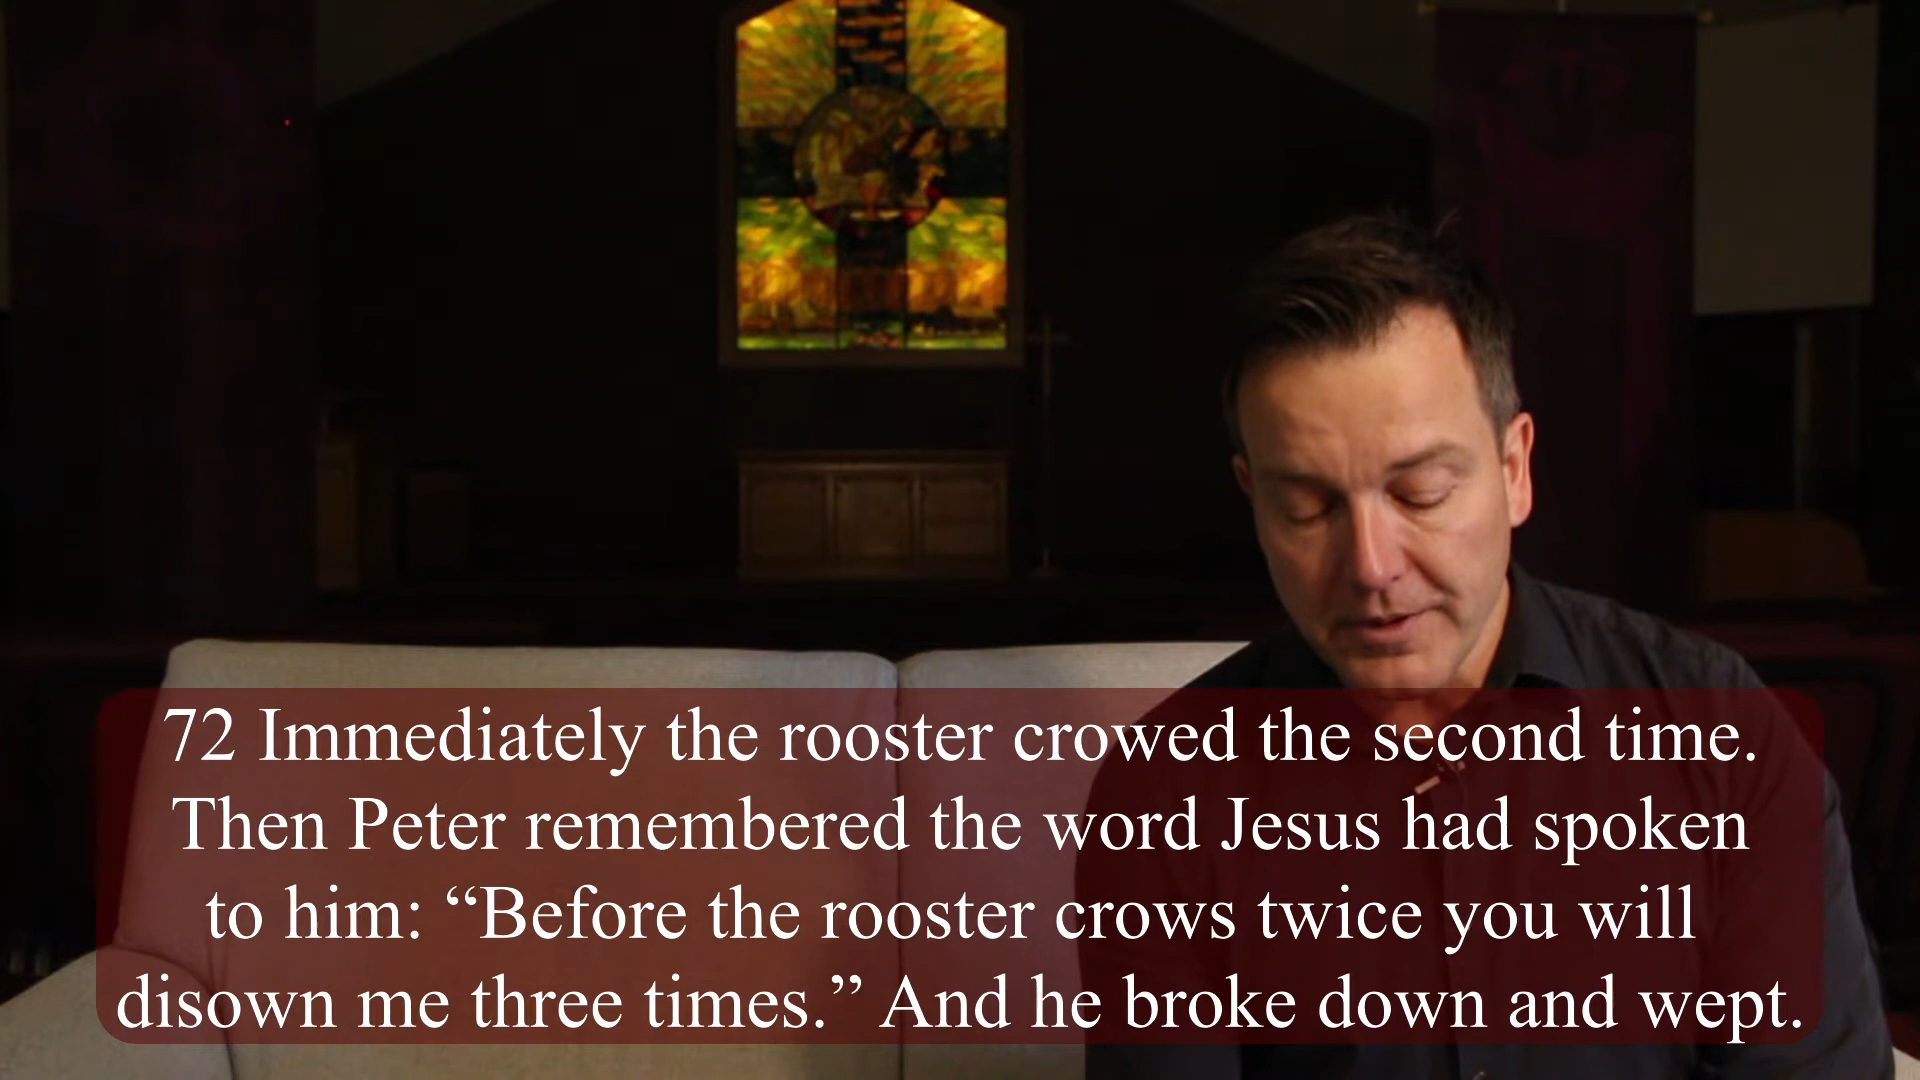 72 Immediately the rooster crowed the second time.
Then Peter remembered the word Jesus had spoken
to him: “Before the rooster crows twice you will
disown me three times.” And he broke down and wept.